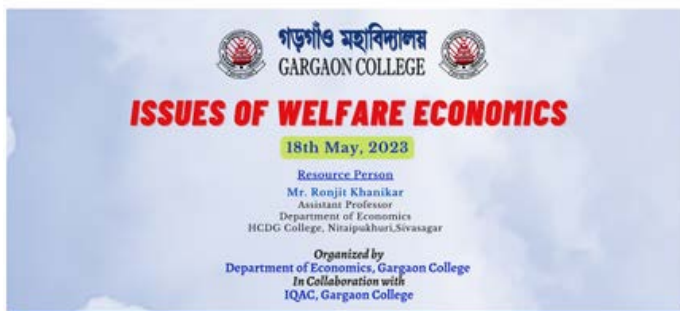 গড়গাঁও মহাবিদ্যালয়
GARGAON COLLEGE
ISSUES OF WELFARE ECONOMICS
18th May, 2023
Resource Person
Mr. Ronjit Khanikar
Assistant Professor
Department of Economics
HCDG College, Nitaipukhuri,Sivasagar
Organized by
Department of Economics, Gargaon College
In Collaboration with
IQAC, Gargaon College